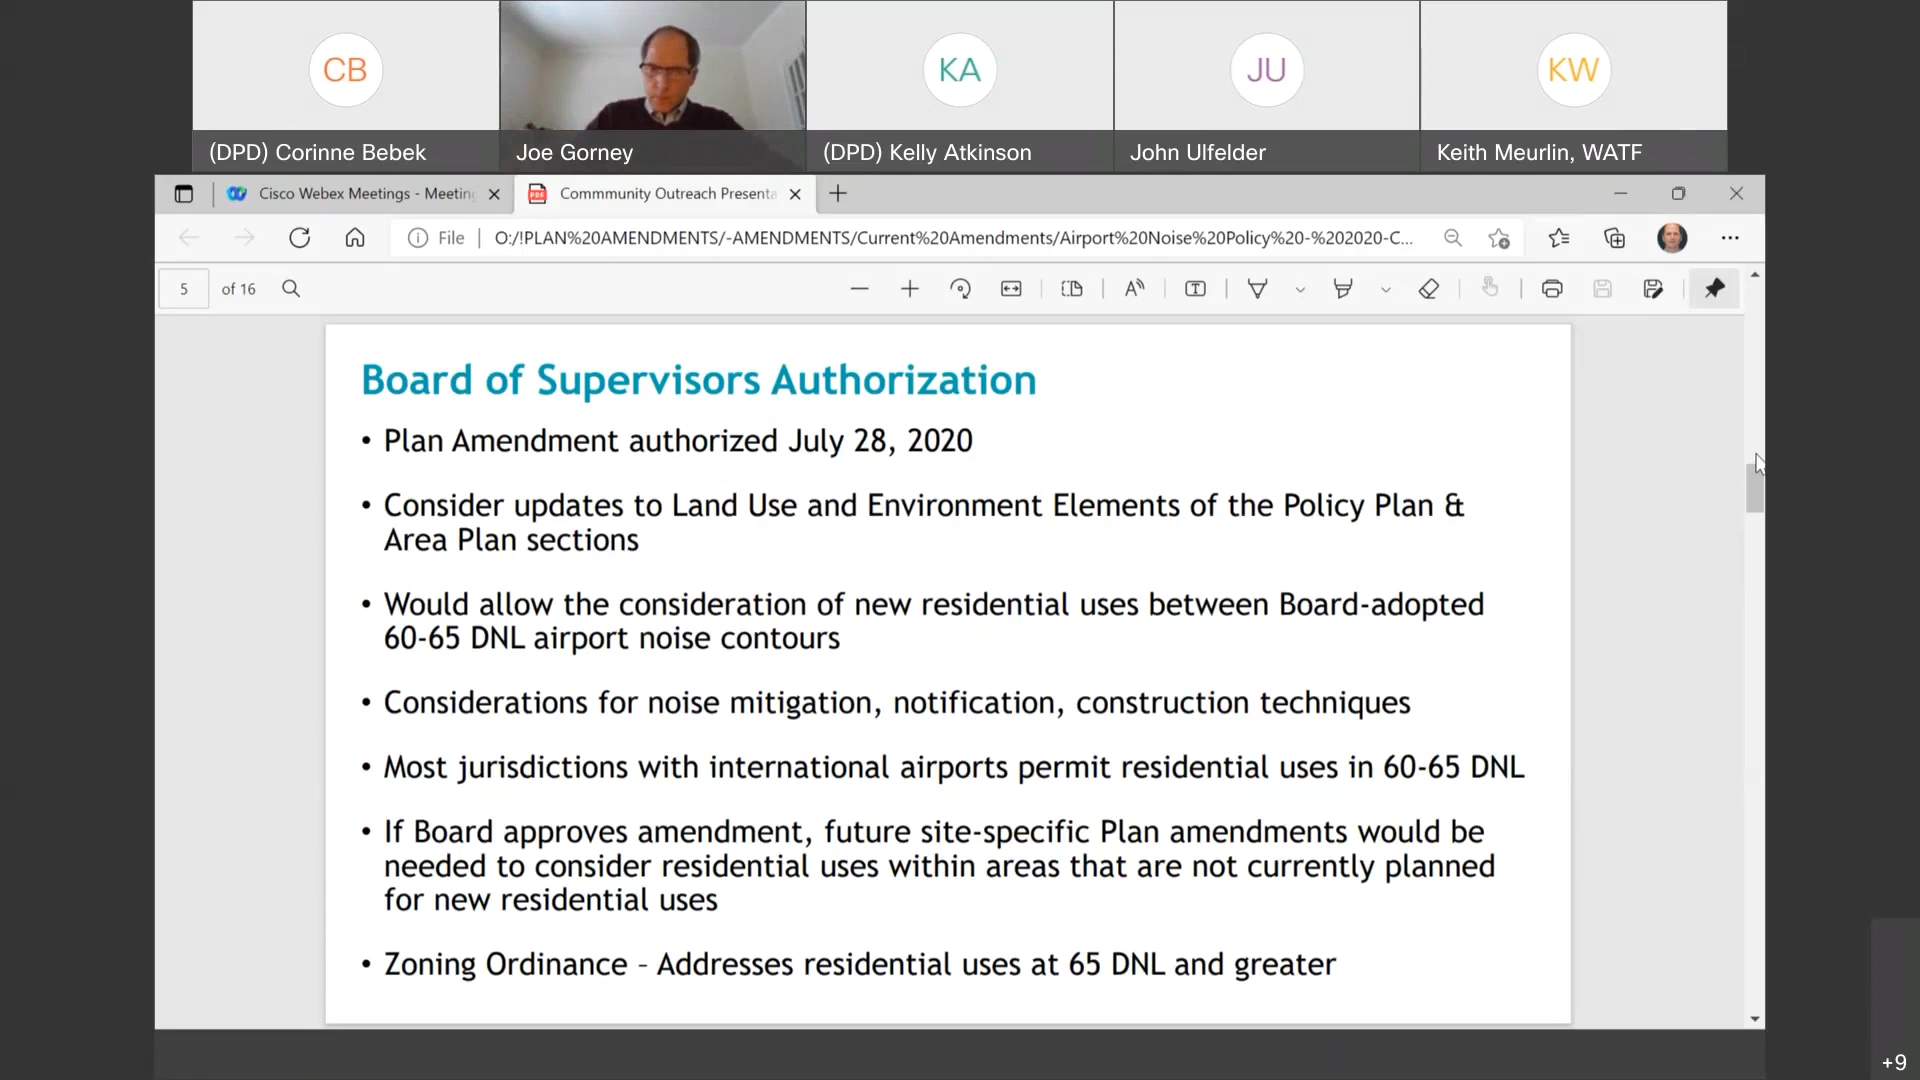 CB
KA
JU
KW
(DPD) Corinne Bebek
Joe Gorney
(DPD) Kelly Atkinson
John Ulfelder
Keith Meurlin, WATF
Cisco Webex Meetings - Meeting
PDF
Commmunity Outreach Presenta
File
O:/!PLAN%20AMENDMENTS/-AMENDMENTS/Current%20Amendments/Airport%20Noise%20Policy%20-%202020-C...
5
of 16
Board of Supervisors Authorization
• Plan Amendment authorized July 28, 2020
• Consider updates to Land Use and Environment Elements of the Policy Plan &
Area Plan sections
• Would allow the consideration of new residential uses between Board-adopted
60-65 DNL airport noise contours
• Considerations for noise mitigation, notification, construction techniques
• Most jurisdictions with international airports permit residential uses in 60-65 DNL
• If Board approves amendment, future site-specific Plan amendments would be
needed to consider residential uses within areas that are not currently planned
for new residential uses
• Zoning Ordinance – Addresses residential uses at 65 DNL and greater
+9